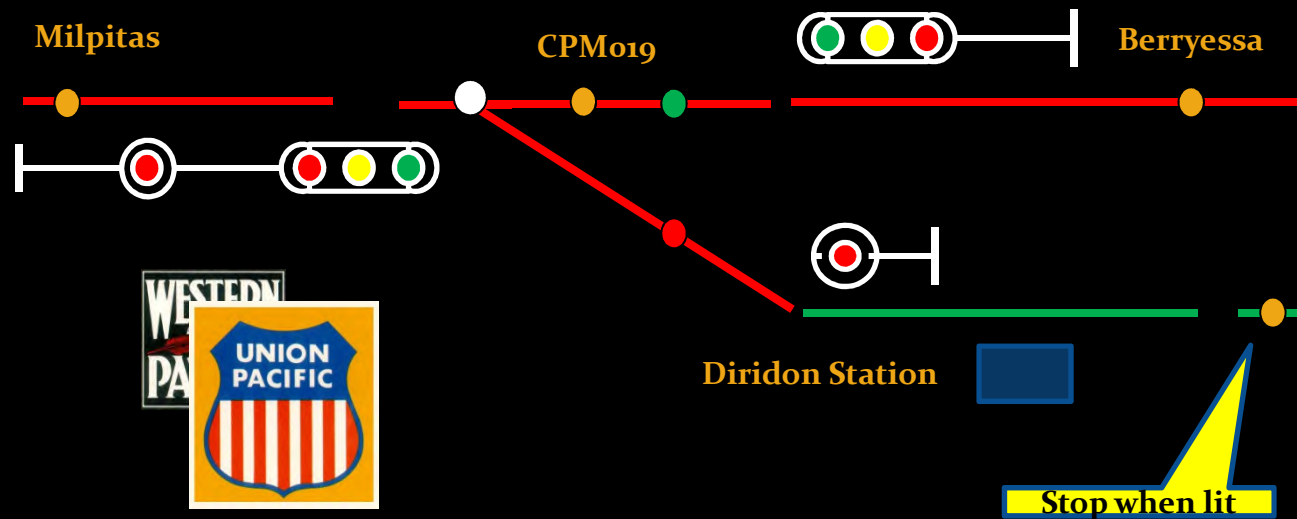 Milpitas
CPM019
Berryessa
WESTERN
PA
UNION
PACIFIC
Diridon Station
Stop when lit